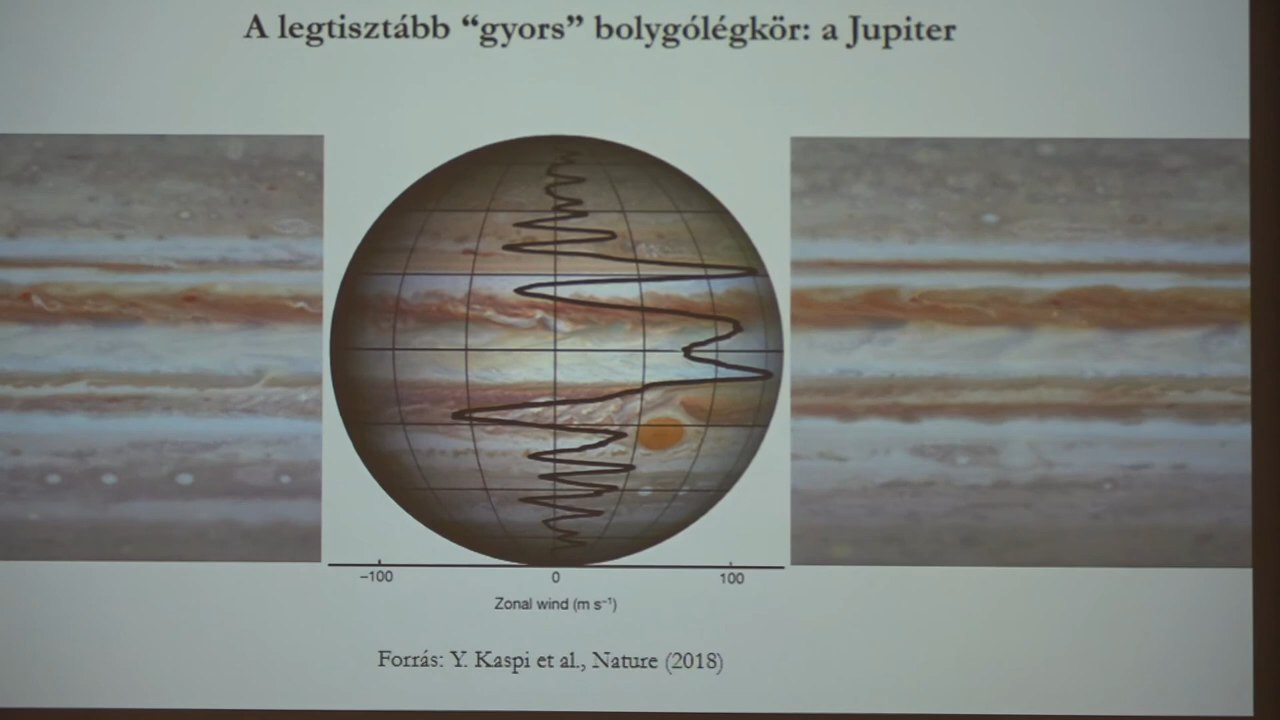 A legtisztább “gyors” bolygólégkör: a Jupiter
−100 0 100
Zonal wind (m s⁻¹)
Forrás: Y. Kaspi et al., Nature (2018)